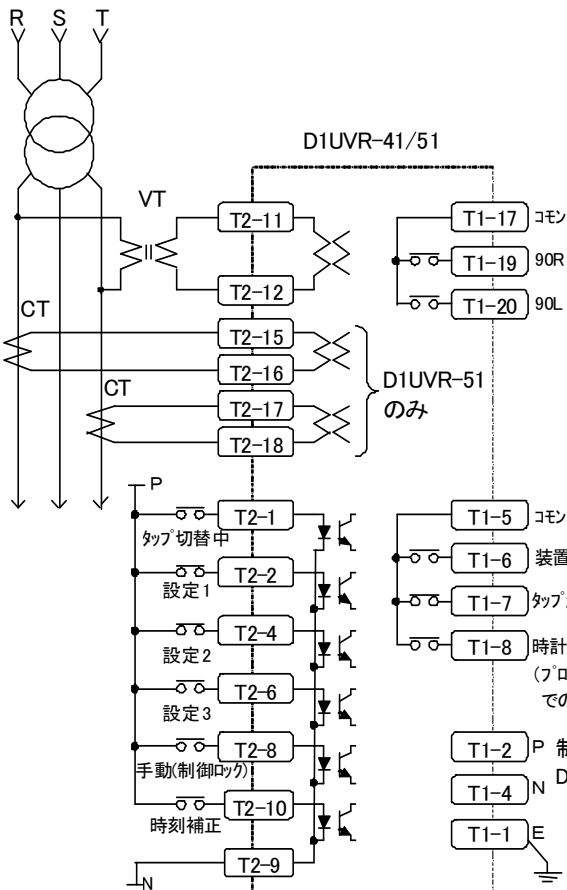 R S T
D1UVR-41/51
VT
T2-11
T2-12
CT
T2-15
T2-16
CT
T2-17
T2-18
D1UVR-51
のみ
T1-17 コモン
T1-19 90R
T1-20 90L
P
T2-1
タップ切替中
T2-2
設定1
T2-4
設定2
T2-6
設定3
T2-8
手動(制御ロック)
T2-10
時刻補正
T2-9
N
T1-5 コモン
T1-6 装置
T1-7 タップ
T1-8 時計
(プロ
での
T1-2 P 制
T1-4 N D
T1-1 E